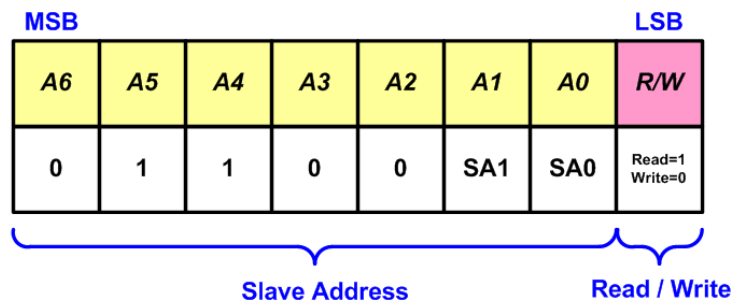 MSB LSB
A6 A5 A4 A3 A2 A1 A0 R/W
0 1 1 0 0 SA1 SA0 Read=1
Write=0
Slave Address Read / Write